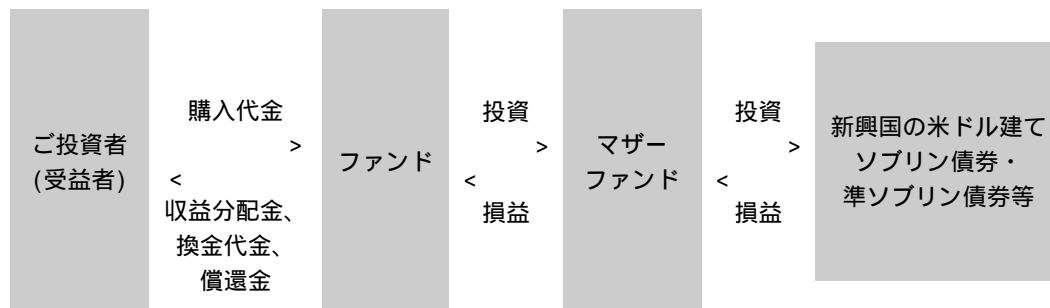 ご投資者
(受益者)
購入代金
>
<
収益分配金、
換金代金、
償還金
ファンド
投資
>
<
損益
マザー
ファンド
投資
>
<
損益
新興国の米ドル建て
ソブリン債券・
準ソブリン債券等